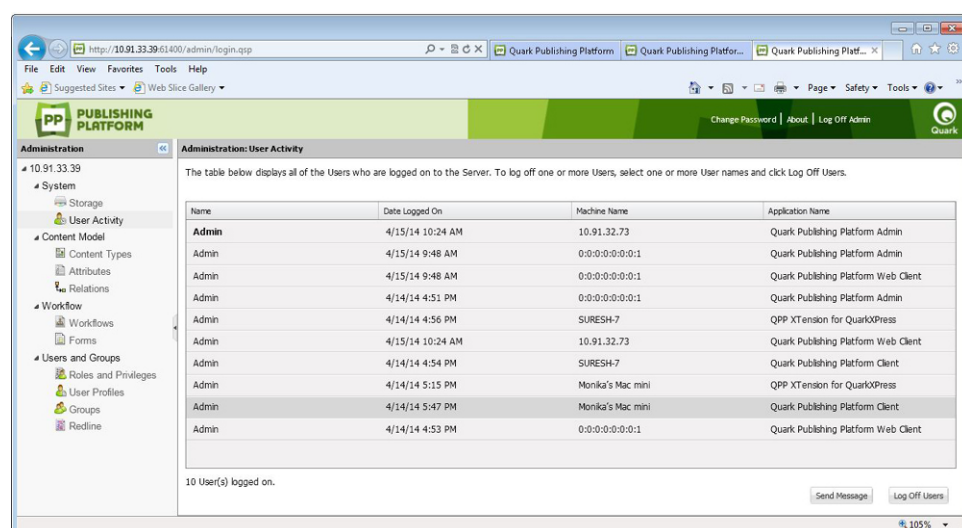 http://10.91.33.39:61400/admin/login.qsp
Quark Publishing Platform
Quark Publishing Platfor...
Quark Publishing Platf...
File Edit View Favorites Tools Help
Suggested Sites Web Slice Gallery
Page Safety Tools
PP PUBLISHING PLATFORM
Change Password | About | Log Off Admin
Quark
Administration
Administration: User Activity
10.91.33.39
System
Storage
User Activity
Content Model
Content Types
Attributes
Relations
Workflow
Workflows
Forms
Users and Groups
Roles and Privileges
User Profiles
Groups
Redline
The table below displays all of the Users who are logged on to the Server. To log off one or more Users, select one or more User names and click Log Off Users.
Name Date Logged On Machine Name Application Name
Admin 4/15/14 10:24 AM 10.91.32.73 Quark Publishing Platform Admin
Admin 4/15/14 9:48 AM 0:0:0:0:0:0:0:1 Quark Publishing Platform Admin
Admin 4/15/14 9:48 AM 0:0:0:0:0:0:0:1 Quark Publishing Platform Web Client
Admin 4/14/14 4:51 PM 0:0:0:0:0:0:0:1 Quark Publishing Platform Admin
Admin 4/14/14 4:56 PM SURESH-7 QPP XTension for QuarkXPress
Admin 4/15/14 10:24 AM 10.91.32.73 Quark Publishing Platform Web Client
Admin 4/14/14 4:54 PM SURESH-7 Quark Publishing Platform Client
Admin 4/14/14 5:15 PM Monika's Mac mini QPP XTension for QuarkXPress
Admin 4/14/14 5:47 PM Monika's Mac mini Quark Publishing Platform Client
Admin 4/14/14 4:53 PM 0:0:0:0:0:0:0:1 Quark Publishing Platform Web Client
10 User(s) logged on.
Send Message Log Off Users
105%